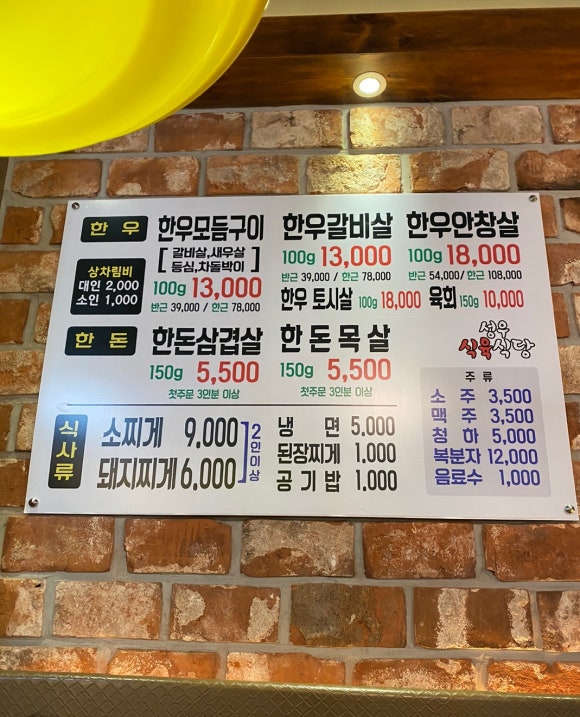 한우
상차림비
대인 2,000
소인 1,000
한우모듬구이
[갈비살,새우살
등심,차돌박이]
100g 13,000
반근 39,000 / 한근 78,000
한우갈비살
100g 13,000
반근 39,000 / 한근 78,000
한우안창살
100g 18,000
반근 54,000/ 한근 108,000
한우 토시살 100g 18,000 육회 150g 10,000
한돈
한돈삼겹살
150g 5,500
첫주문 3인분 이상
한돈목살
150g 5,500
첫주문 3인분 이상
성우
식육식당
식사류
소찌게 9,000
돼지찌게 6,000
2인이상
냉면 5,000
된장찌게 1,000
공기밥 1,000
주류
소주 3,500
맥주 3,500
청하 5,000
복분자 12,000
음료수 1,000